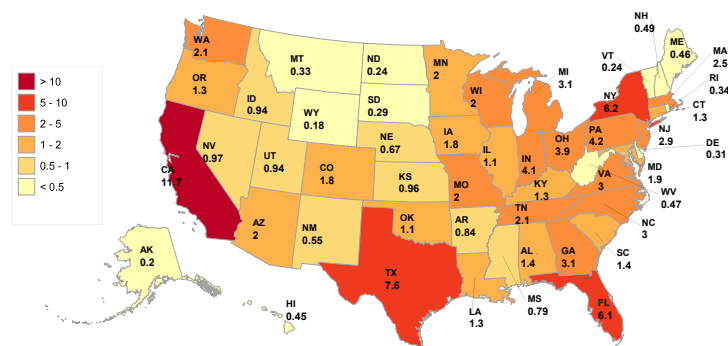 > 10
5 - 10
2 - 5
1 - 2
0.5 - 1
< 0.5
WA
2.1
OR
1.3
CA
11.7
NV
0.97
ID
0.94
MT
0.33
WY
0.18
UT
0.94
CO
1.8
AZ
2
NM
0.55
ND
0.24
SD
0.29
NE
0.67
KS
0.96
OK
1.1
TX
7.6
MN
2
IA
1.8
MO
2
AR
0.84
LA
1.3
WI
2
IL
1.1
MI
3.1
IN
4.1
OH
3.9
KY
1.3
TN
2.1
MS
0.79
AL
1.4
GA
3.1
FL
6.1
SC
1.4
NC
3
VA
3
WV
0.47
MD
1.9
DE
0.31
PA
4.2
NJ
2.9
NY
6.2
CT
1.3
RI
0.34
MA
2.5
VT
0.24
NH
0.49
ME
0.46
AK
0.2
HI
0.45